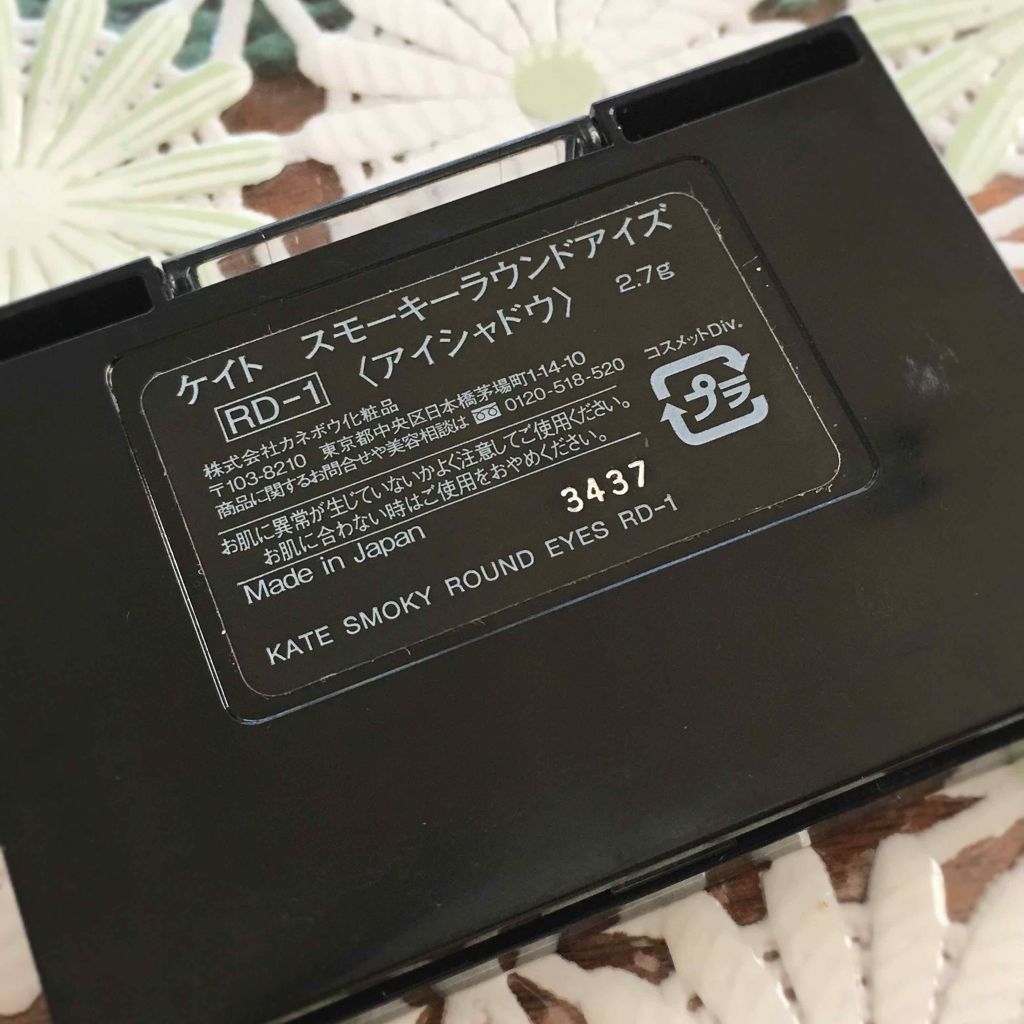 ケイト　スモーキーラウンドアイズ
RD-1 〈アイシャドウ〉 2.7g
株式会社カネボウ化粧品 コスメットDiv.
〒103-8210　東京都中央区日本橋茅場町1-14-10
商品に関するお問合せや美容相談は 0120-518-520
プラ
お肌に異常が生じていないかよく注意してご使用ください。
お肌に合わない時はご使用をおやめください。
Made in Japan 3437
KATE SMOKY ROUND EYES RD-1